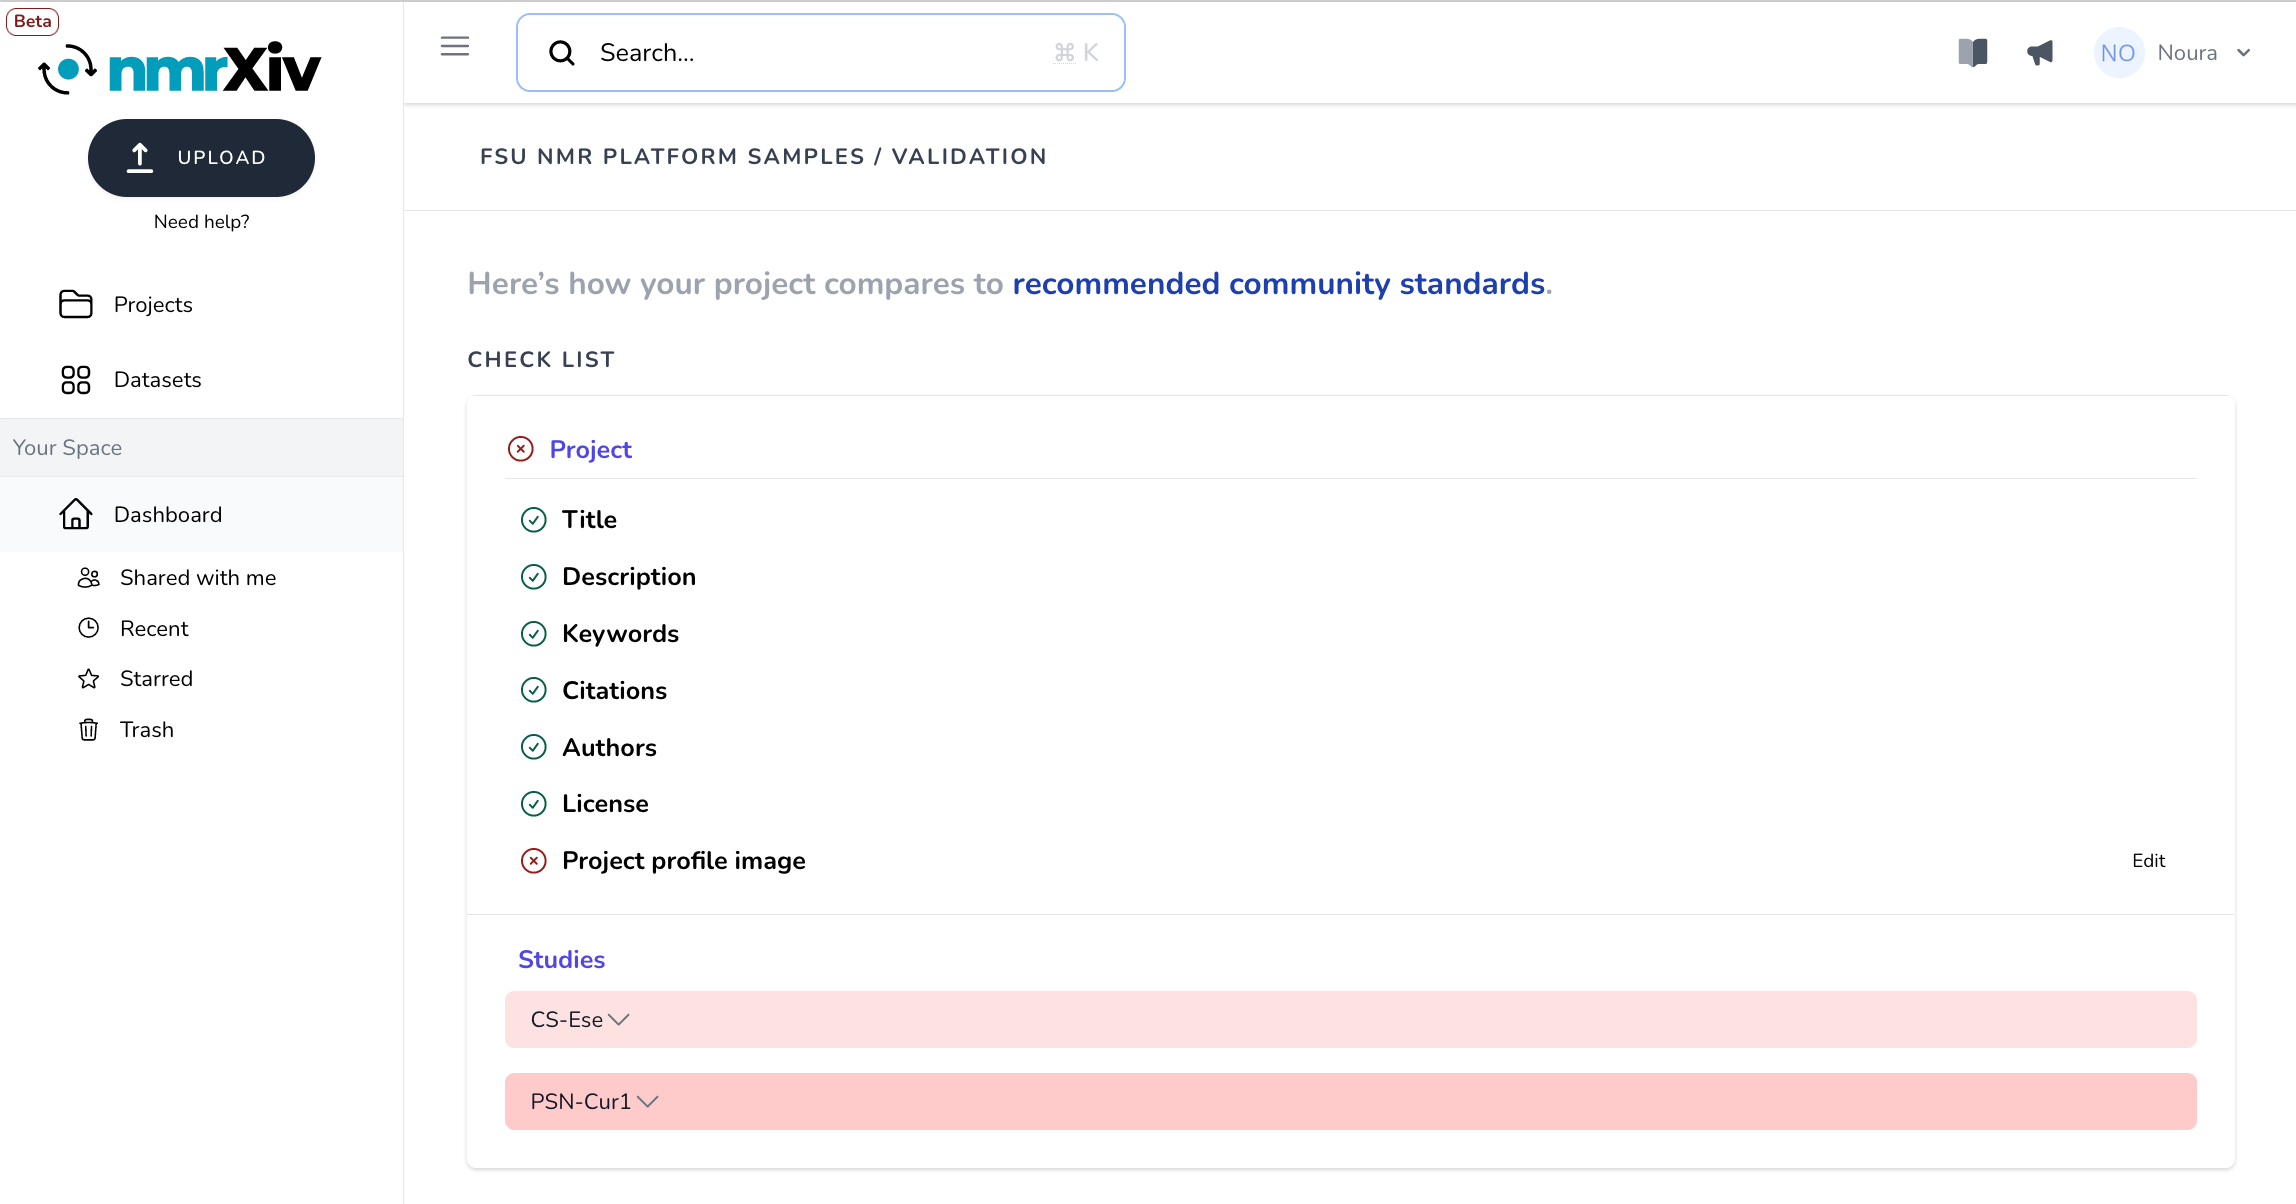 Beta
nmrXiv
UPLOAD
Need help?
Projects
Datasets
Your Space
Dashboard
Shared with me
Recent
Starred
Trash
Search...
⌘ K
NO
Noura
FSU NMR PLATFORM SAMPLES / VALIDATION
Here’s how your project compares to recommended community standards.
CHECK LIST
Project
Title
Description
Keywords
Citations
Authors
License
Project profile image
Edit
Studies
CS-Ese
PSN-Cur1